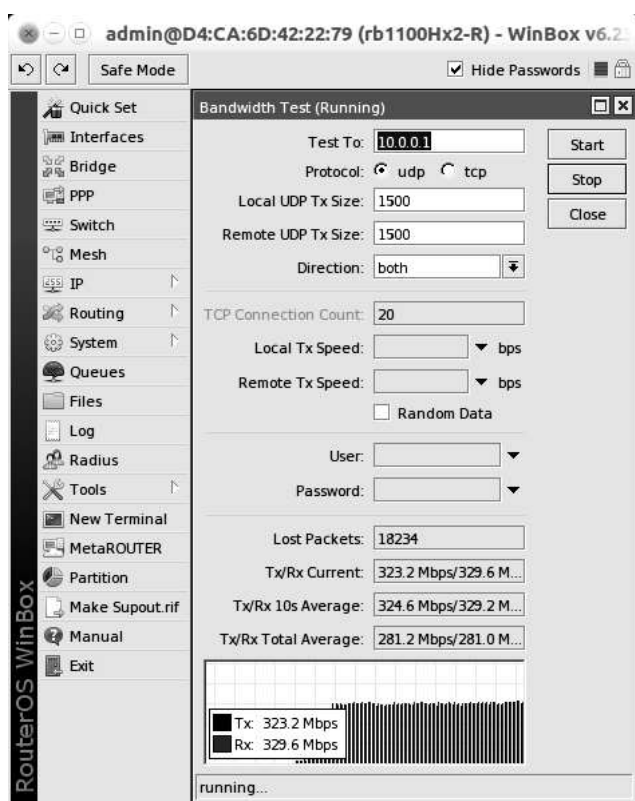 admin@D4:CA:6D:42:22:79 (rb1100Hx2-R) - WinBox v6.2
Safe Mode
Hide Passwords
Quick Set
Interfaces
Bridge
PPP
Switch
Mesh
IP
Routing
System
Queues
Files
Log
Radius
Tools
New Terminal
MetaROUTER
Partition
Make Supout.rif
Manual
Exit
RouterOS WinBox
Bandwidth Test (Running)
Test To: 10.0.0.1
Protocol: udp tcp
Local UDP Tx Size: 1500
Remote UDP Tx Size: 1500
Direction: both
TCP Connection Count: 20
Local Tx Speed: bps
Remote Tx Speed: bps
Random Data
User:
Password:
Lost Packets: 18234
Tx/Rx Current: 323.2 Mbps/329.6 M...
Tx/Rx 10s Average: 324.6 Mbps/329.2 M...
Tx/Rx Total Average: 281.2 Mbps/281.0 M...
Tx: 323.2 Mbps
Rx: 329.6 Mbps
running...
Start
Stop
Close